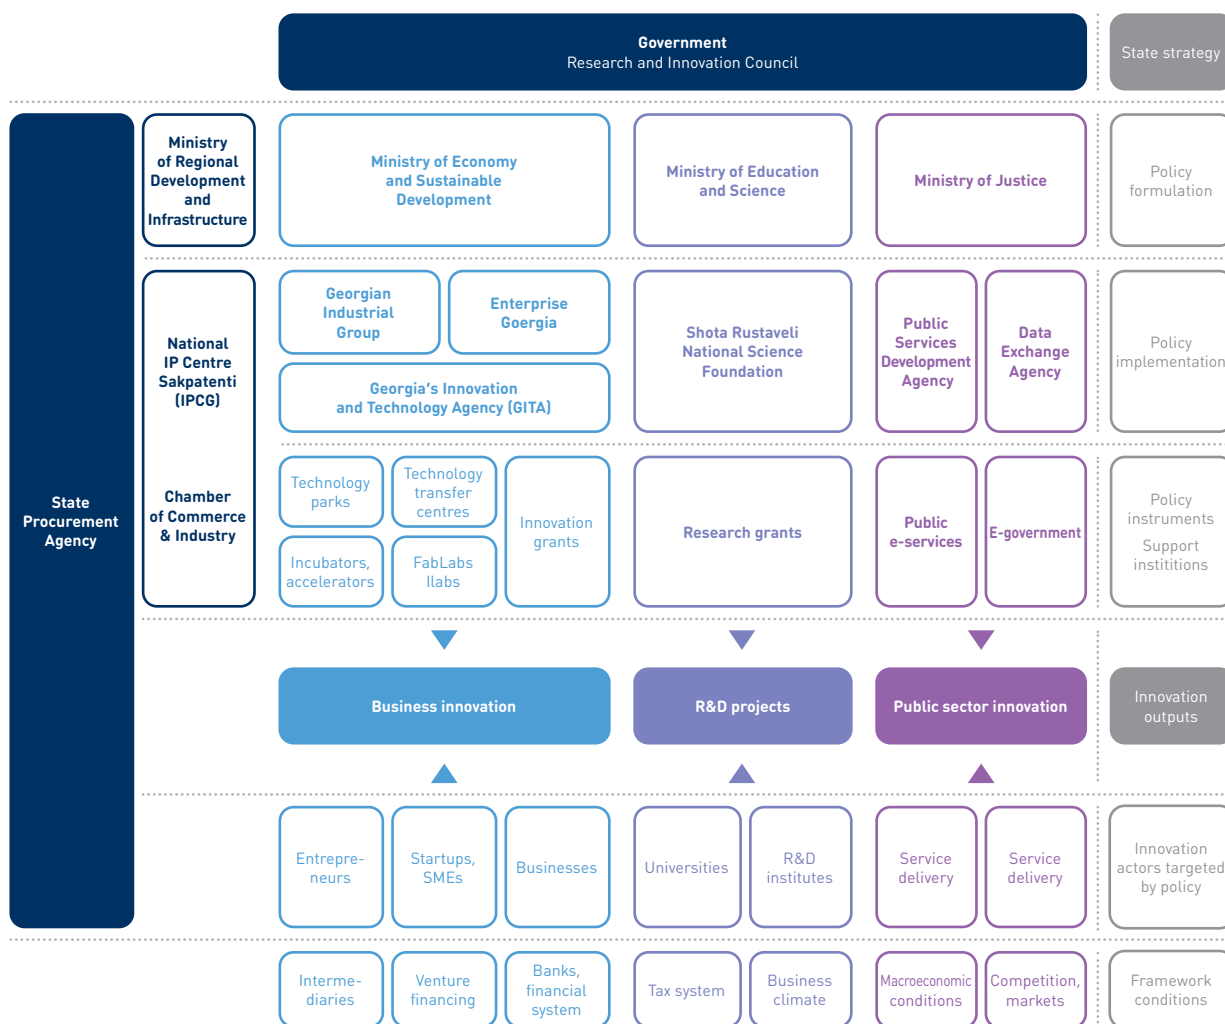 Government
Research and Innovation Council
State strategy
State
Procurement
Agency
Ministry
of Regional
Development
and
Infrastructure
Ministry of Economy
and Sustainable
Development
Ministry of Education
and Science
Ministry of Justice
Policy
formulation
National
IP Centre
Sakpatenti
(IPCG)
Chamber
of Commerce
& Industry
Georgian
Industrial
Group
Enterprise
Goergia
Georgia's Innovation
and Technology Agency (GITA)
Shota Rustaveli
National Science
Foundation
Public
Services
Development
Agency
Data
Exchange
Agency
Policy
implementation
Technology
parks
Technology
transfer
centres
Incubators,
accelerators
FabLabs
Ilabs
Innovation
grants
Research grants
Public
e-services
E-government
Policy
instruments
Support
instititions
Business innovation
R&D projects
Public sector innovation
Innovation
outputs
Entrepre-
neurs
Startups,
SMEs
Businesses
Universities
R&D
institutes
Service
delivery
Service
delivery
Innovation
actors targeted
by policy
Interme-
diaries
Venture
financing
Banks,
financial
system
Tax system
Business
climate
Macroeconomic
conditions
Competition,
markets
Framework
conditions